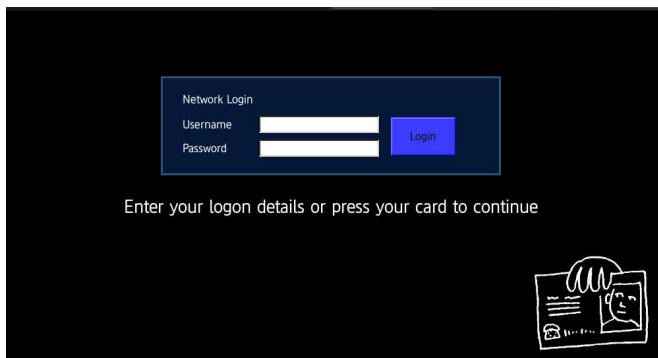 Network Login
Username
Password
Login
Enter your logon details or press your card to continue